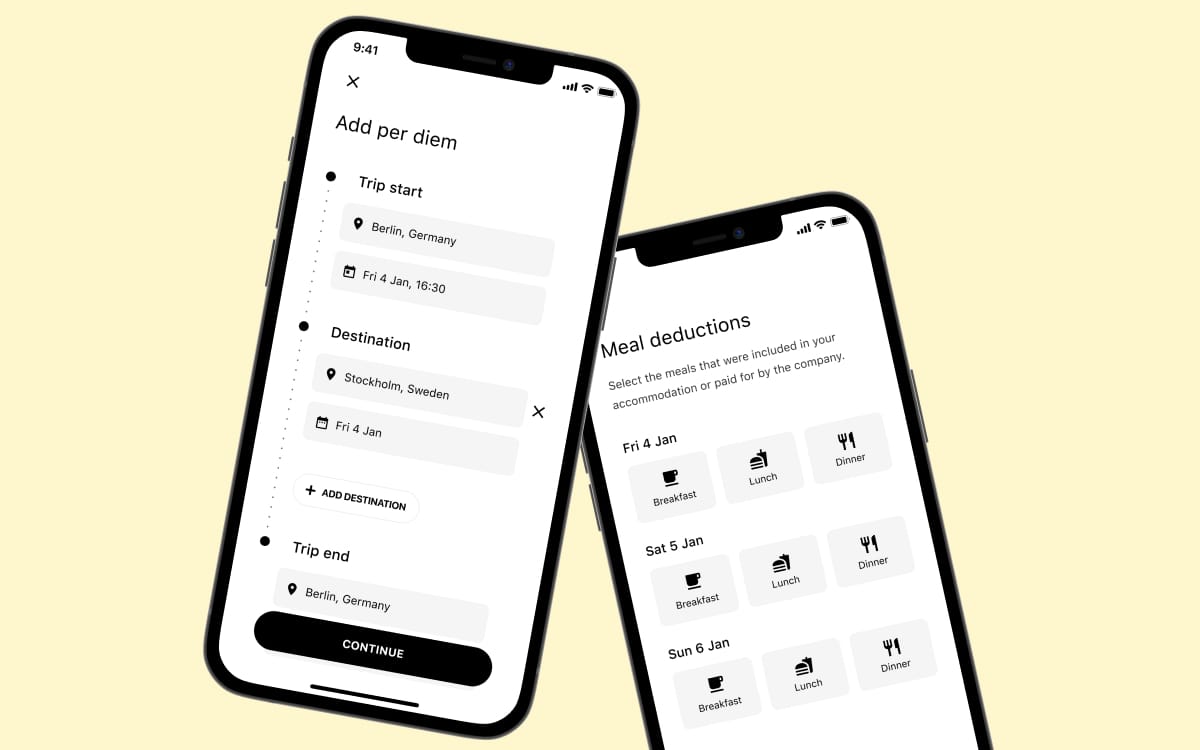 9:41
Add per diem
Trip start
Berlin, Germany
Fri 4 Jan, 16:30
Destination
Stockholm, Sweden
Fri 4 Jan
ADD DESTINATION
Trip end
Berlin, Germany
CONTINUE
Meal deductions
Select the meals that were included in your
accommodation or paid for by the company.
Fri 4 Jan
Breakfast
Lunch
Dinner
Sat 5 Jan
Breakfast
Lunch
Dinner
Sun 6 Jan
Breakfast
Lunch
Dinner